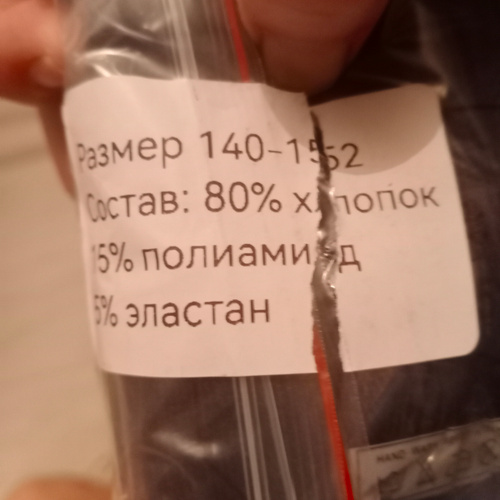 Размер 140-152
Состав: 80% хлопок
15% полиамид
5% эластан